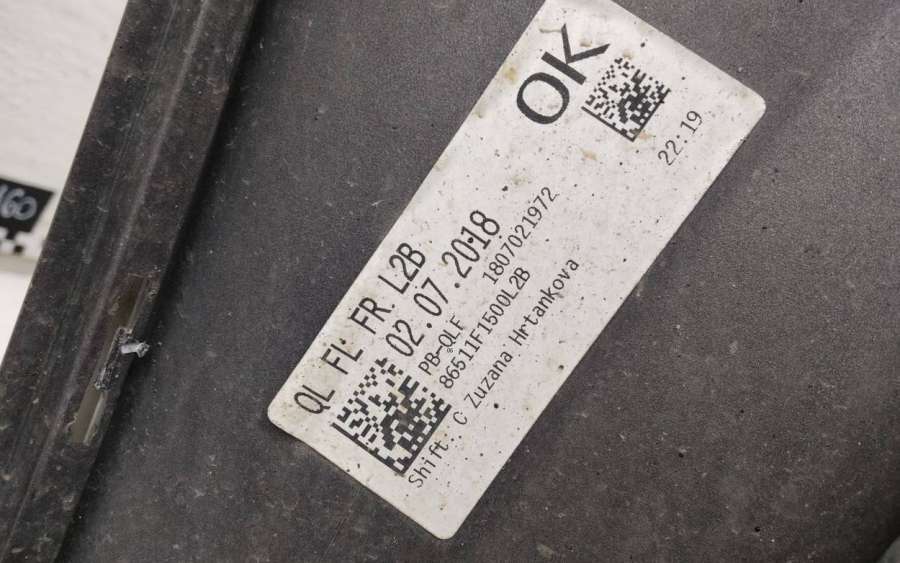 OK
22:19
QL FL FR L2B
02.07.2018
PB-QLF 1807021972
86511F1500L2B
Shift: C Zuzana Hrtankova